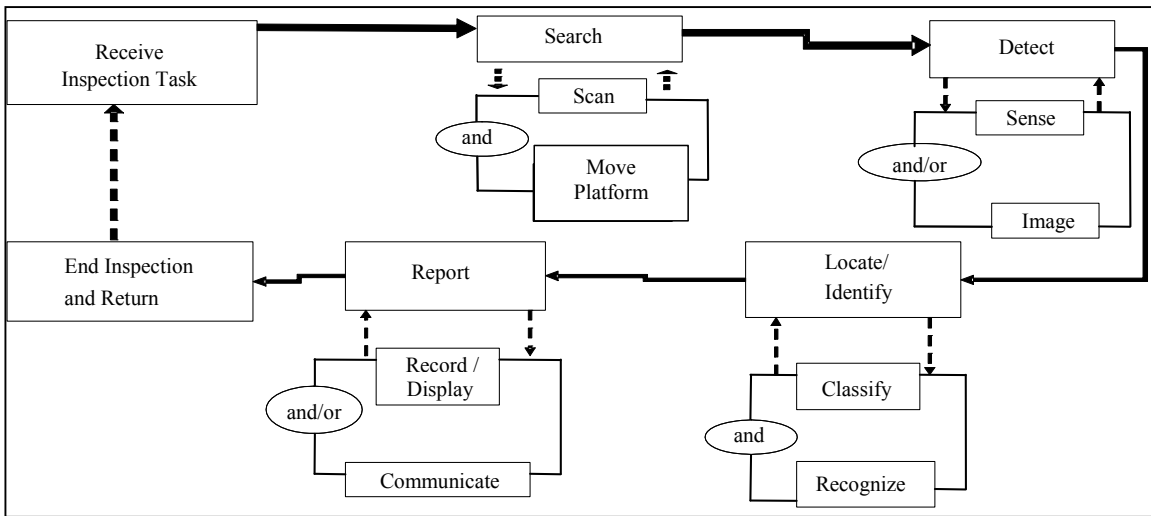 Receive
Inspection Task
Search
Scan
and
Move
Platform
Detect
Sense
and/or
Image
Locate/
Identify
Classify
and
Recognize
Report
Record /
Display
and/or
Communicate
End Inspection
and Return